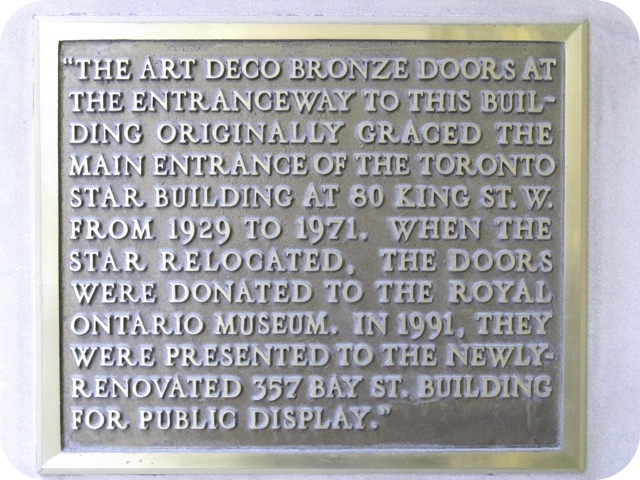 “THE ART DECO BRONZE DOORS AT
THE ENTRANCEWAY TO THIS BUIL-
DING ORIGINALLY GRACED THE
MAIN ENTRANCE OF THE TORONTO
STAR BUILDING AT 80 KING ST. W.
FROM 1929 TO 1971. WHEN THE
STAR RELOCATED, THE DOORS
WERE DONATED TO THE ROYAL
ONTARIO MUSEUM. IN 1991, THEY
WERE PRESENTED TO THE NEWLY-
RENOVATED 357 BAY ST. BUILDING
FOR PUBLIC DISPLAY.”